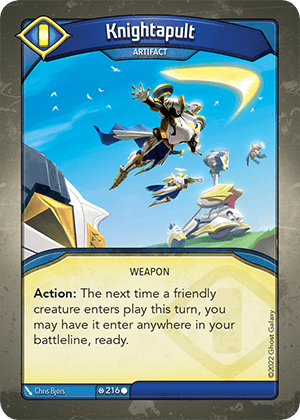 Knightapult
ARTIFACT
WEAPON
Action: The next time a friendly
creature enters play this turn, you
may have it enter anywhere in your
battleline, ready.
Chris Bjors
216
©2022 Ghost Galaxy